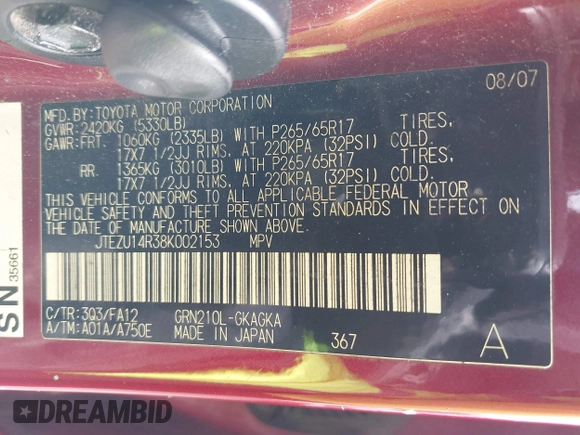 08/07
MFD.BY:TOYOTA MOTOR CORPORATION
GVWR:2420KG (5330LB)
GAWR:FRT. 1060KG (2335LB) WITH P265/65R17 TIRES,
17X7 1/2JJ RIMS, AT 220KPA (32PSI) COLD.
RR. 1365KG (3010LB) WITH P265/65R17 TIRES,
17X7 1/2JJ RIMS, AT 220KPA (32PSI) COLD.
THIS VEHICLE CONFORMS TO ALL APPLICABLE FEDERAL MOTOR
VEHICLE SAFETY AND THEFT PREVENTION STANDARDS IN EFFECT ON
THE DATE OF MANUFACTURE SHOWN ABOVE.
JTEZU14R38K002153 MPV
C/TR:3Q3/FA12 GRN210L-GKAGKA
A/TM:A01A/A750E MADE IN JAPAN 367 A
SN
35661
DREAMBID